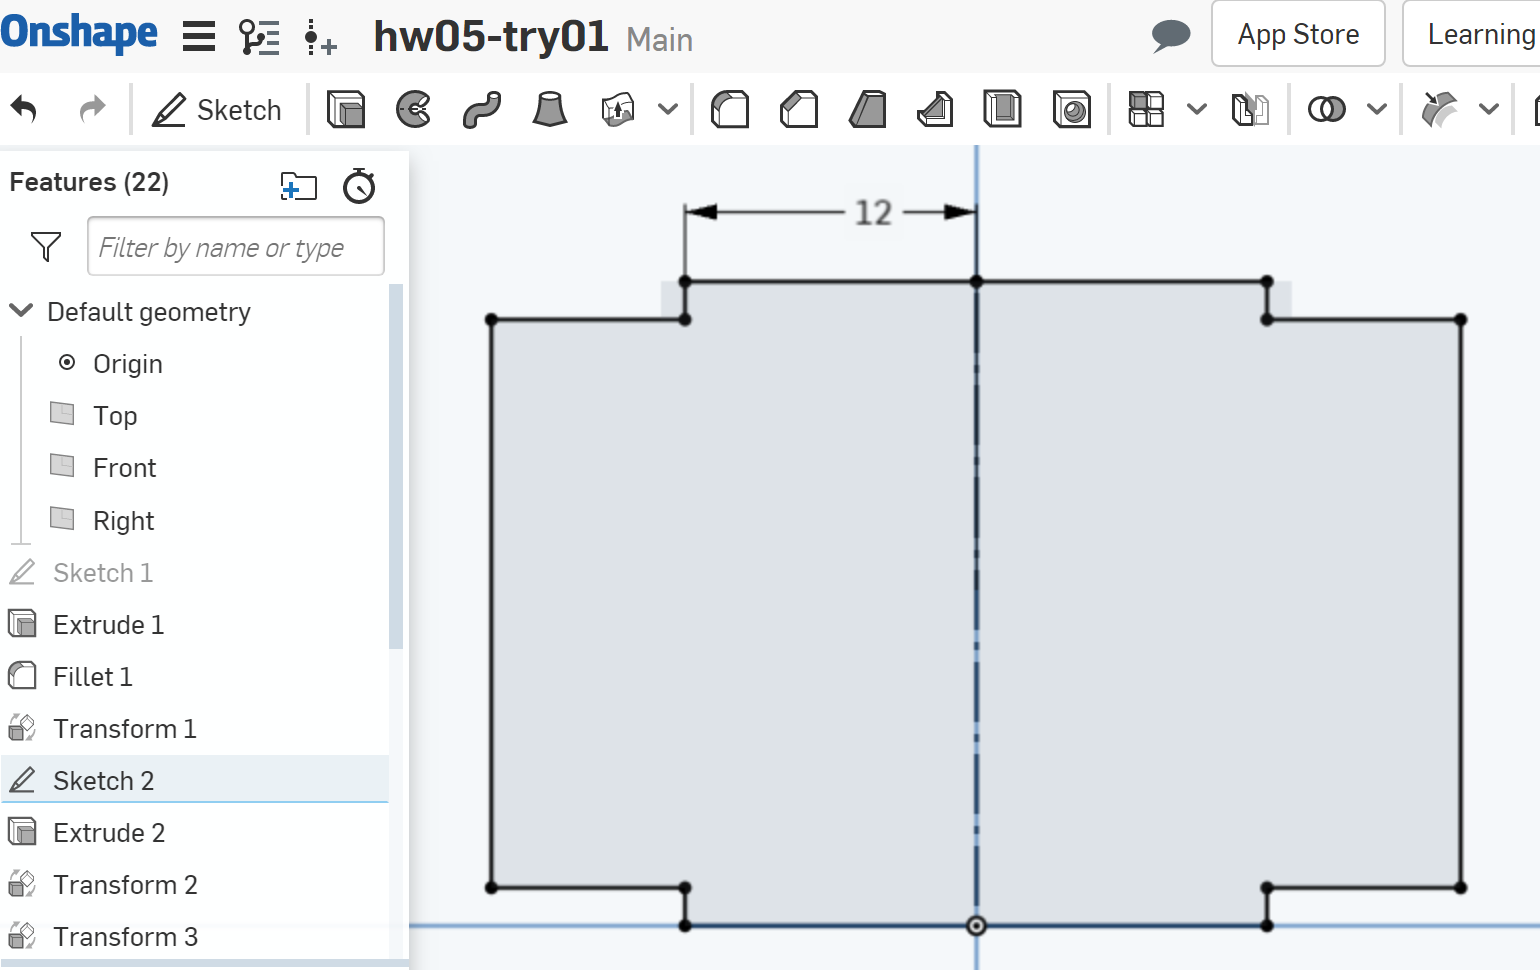 Onshape hw05-try01 Main App Store Learning
Sketch
Features (22)
Filter by name or type
Default geometry
Origin
Top
Front
Right
Sketch 1
Extrude 1
Fillet 1
Transform 1
Sketch 2
Extrude 2
Transform 2
Transform 3
12